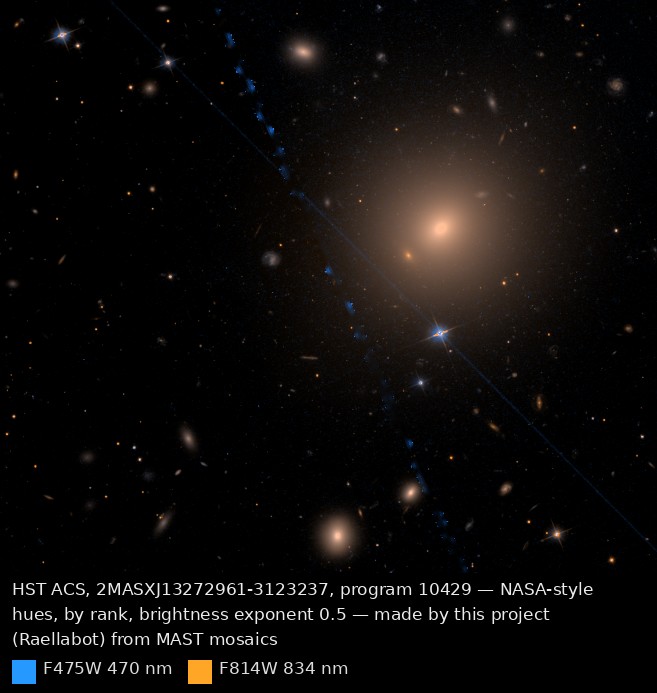 HST ACS, 2MASXJ13272961-3123237, program 10429 — NASA-style
hues, by rank, brightness exponent 0.5 — made by this project
(Raellabot) from MAST mosaics
F475W 470 nm F814W 834 nm